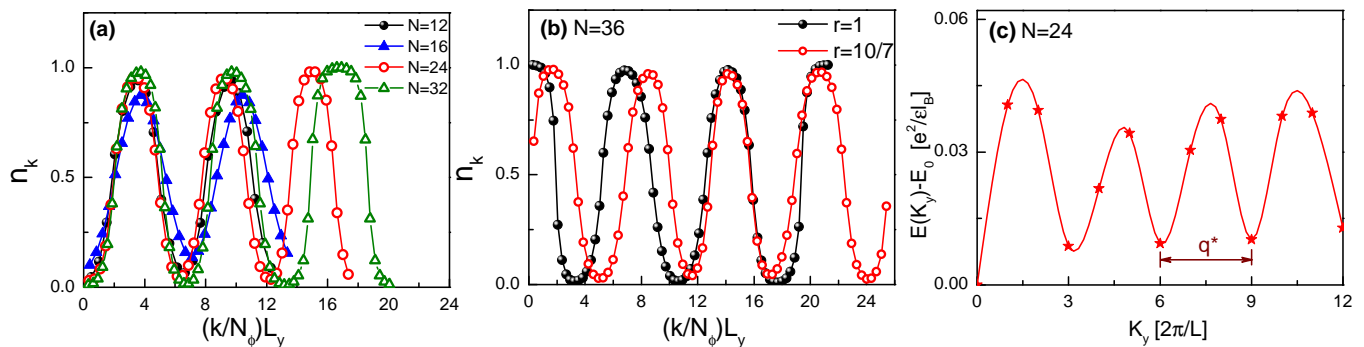 (a)
N=12
N=16
N=24
N=32
n_k
1.0
0.5
0.0
0 4 8 12 16 20 24
(k/N_ϕ)L_y
(b) N=36
r=1
r=10/7
n_k
1.0
0.5
0.0
0 4 8 12 16 20 24
(k/N_ϕ)L_y
(c) N=24
E(K_y)-E_0 [e^2/ε l_B]
0.06
0.03
0.00
q*
0 3 6 9 12
K_y [2π/L]